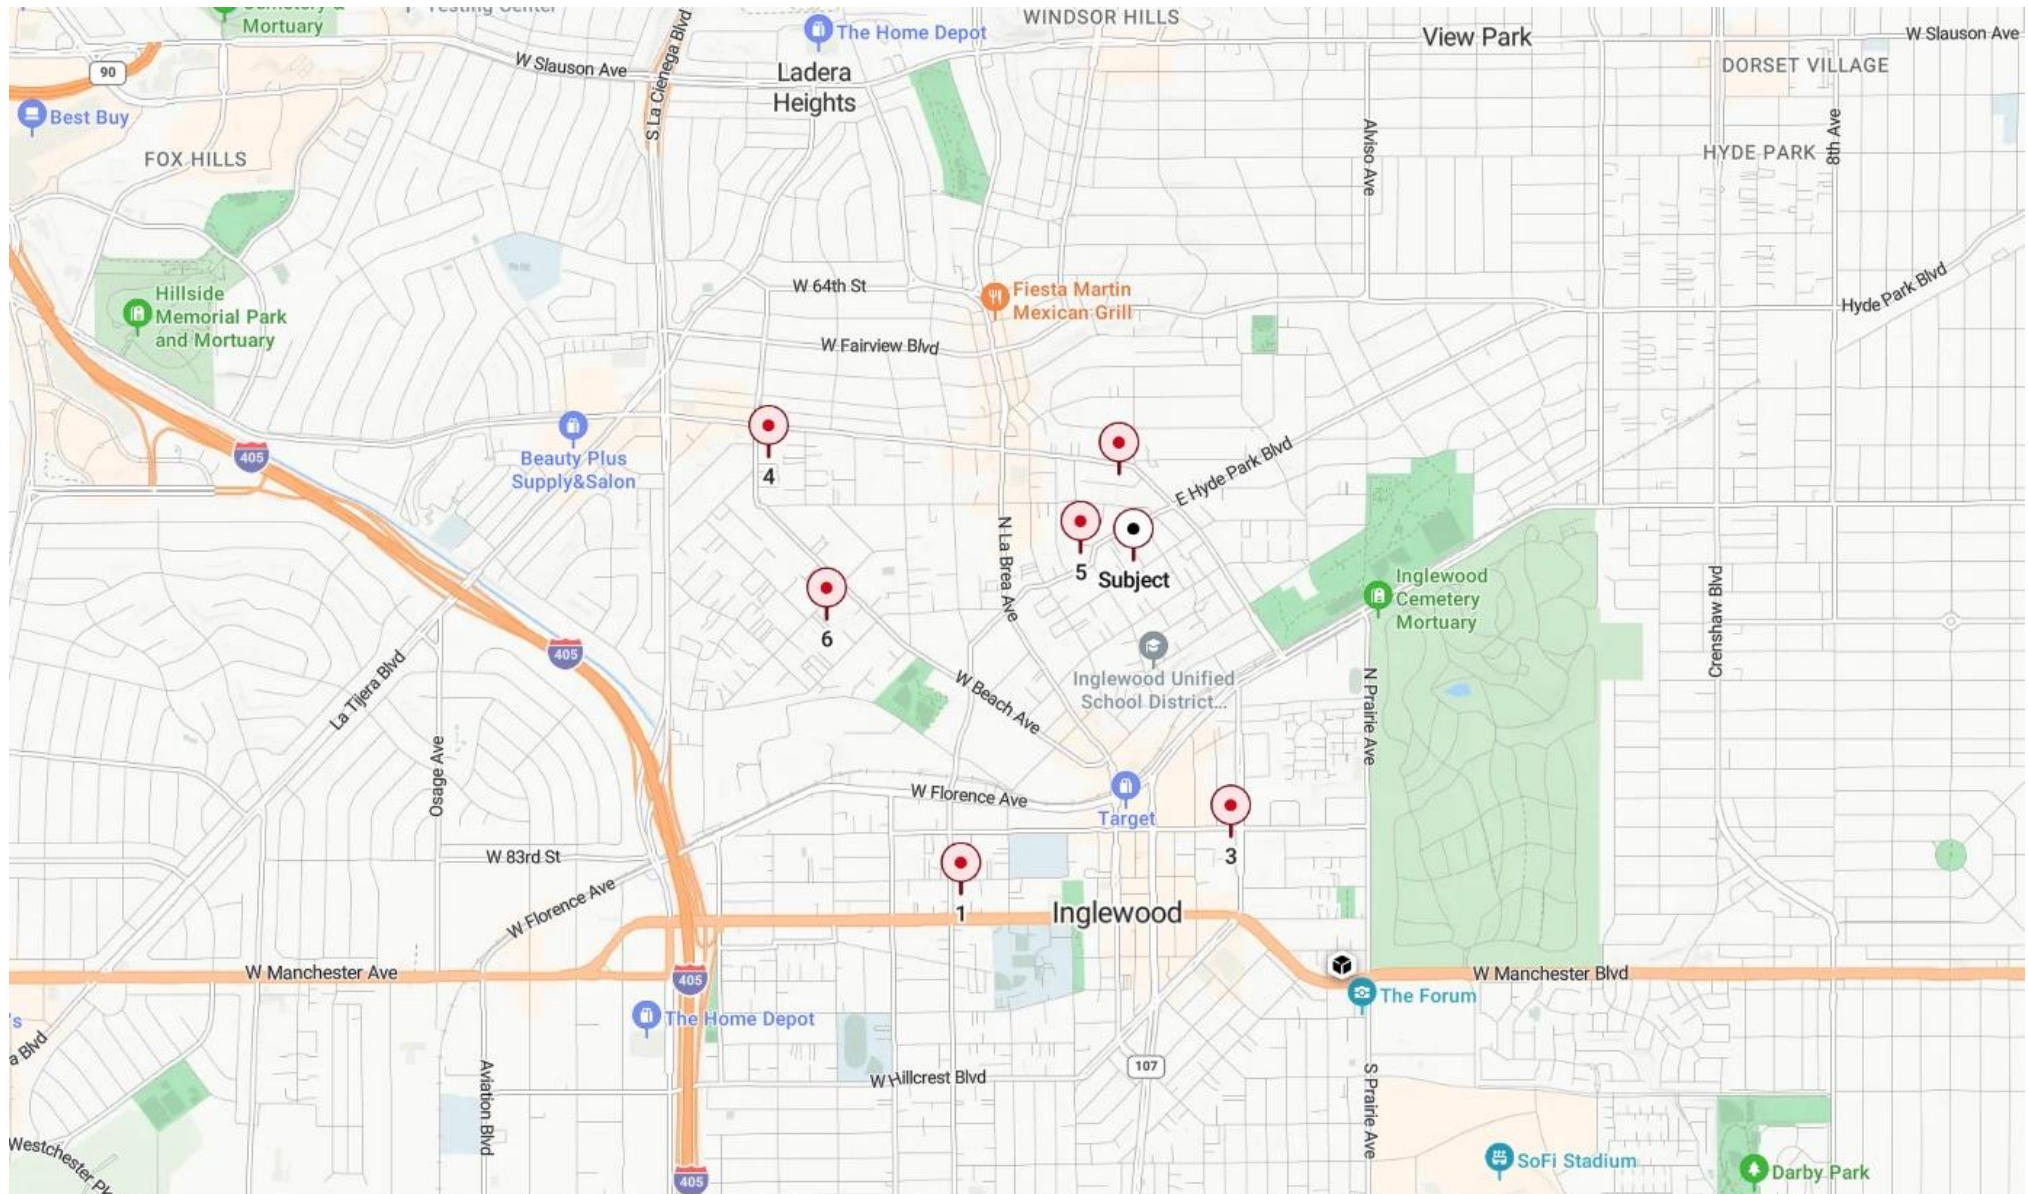 Cemetery &
Mortuary
Testing Center
WINDSOR HILLS
The Home Depot
View Park
W Slauson Ave
DORSET VILLAGE
90
W Slauson Ave
Ladera
Heights
S La Cienega Blvd
Best Buy
FOX HILLS
Alviso Ave
HYDE PARK
8th Ave
Hillside
Memorial Park
and Mortuary
W 64th St
Fiesta Martin
Mexican Grill
Hyde Park Blvd
W Fairview Blvd
405
Beauty Plus
Supply&Salon
4
E Hyde Park Blvd
N La Brea Ave
5
Subject
Inglewood
Cemetery
Mortuary
Crenshaw Blvd
6
405
La Tijera Blvd
W Beach Ave
Inglewood Unified
School District...
N Prairie Ave
Osage Ave
W Florence Ave
Target
3
W 83rd St
W Florence Ave
1
Inglewood
W Manchester Ave
405
W Manchester Blvd
The Forum
's
The Home Depot
a Blvd
Aviation Blvd
W Hillcrest Blvd
107
S Prairie Ave
Westchester Pk
405
SoFi Stadium
Darby Park